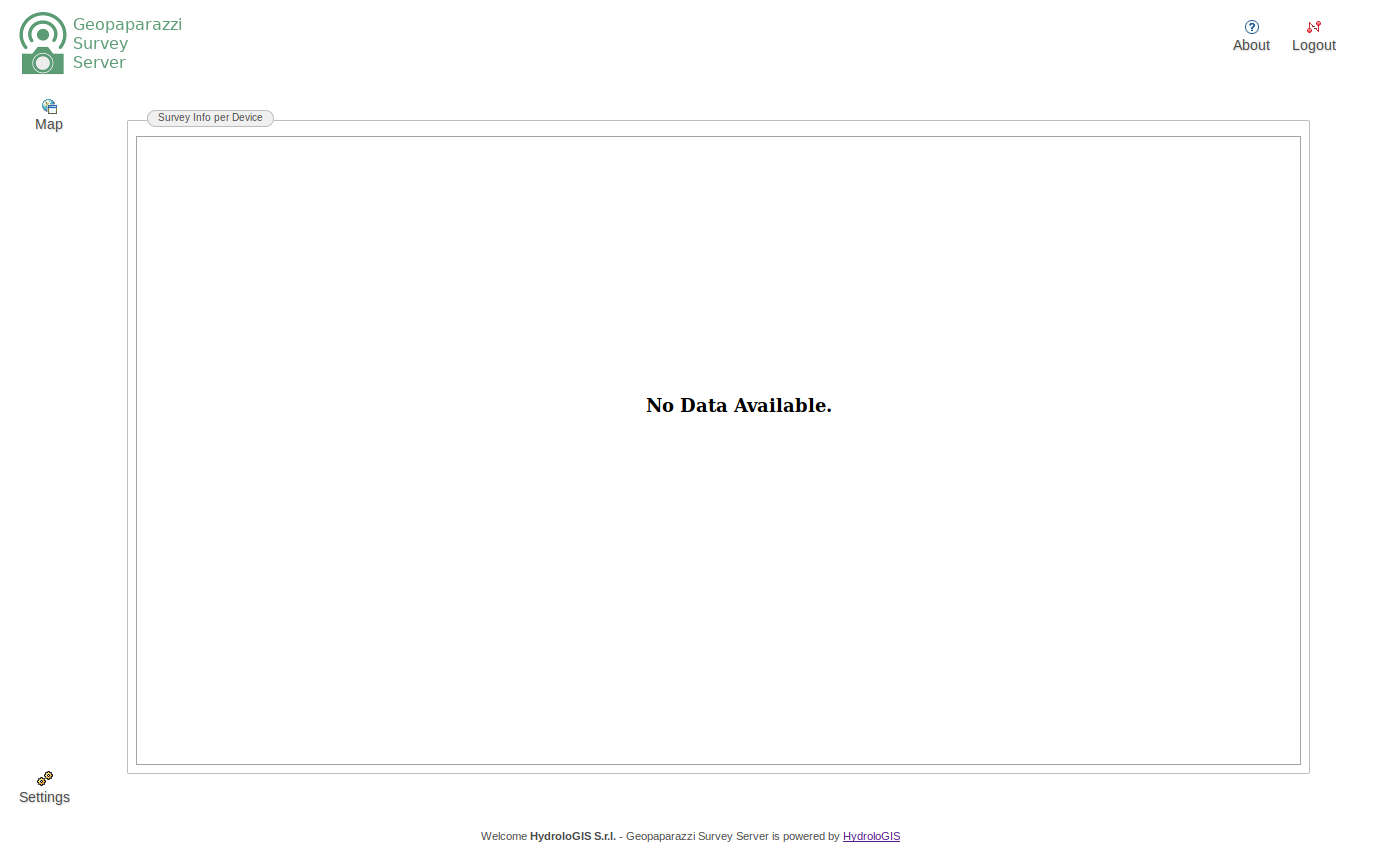 Geopaparazzi
Survey
Server
About
Logout
Map
Survey Info per Device
No Data Available.
Settings
Welcome HydroloGIS S.r.l. - Geopaparazzi Survey Server is powered by HydroloGIS